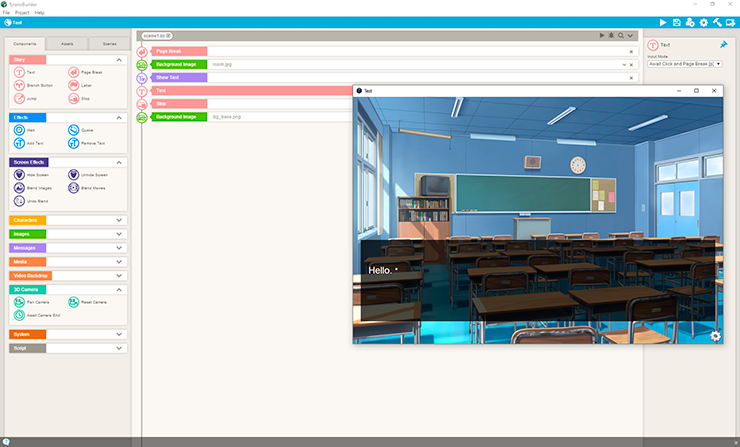 TyranoBuilder
File Project Help
Test
Components Assets Scenes
Story
Text Page Break
Branch Button Label
Jump Stop
Effects
Wait Quake
Add Text Remove Text
Screen Effects
Hide Screen Unhide Screen
Blend Images Blend Movies
Undo Blend
Characters
Images
Messages
Media
Video Backdrop
3D Camera
Pan Camera Reset Camera
Await Camera End
System
Script
scene1.ks
Page Break
Background Image room.jpg
Show Text
Text
Stop
Background Image bg_base.png
Test
Hello.
Text
Input Mode
Await Click and Page Break [p]